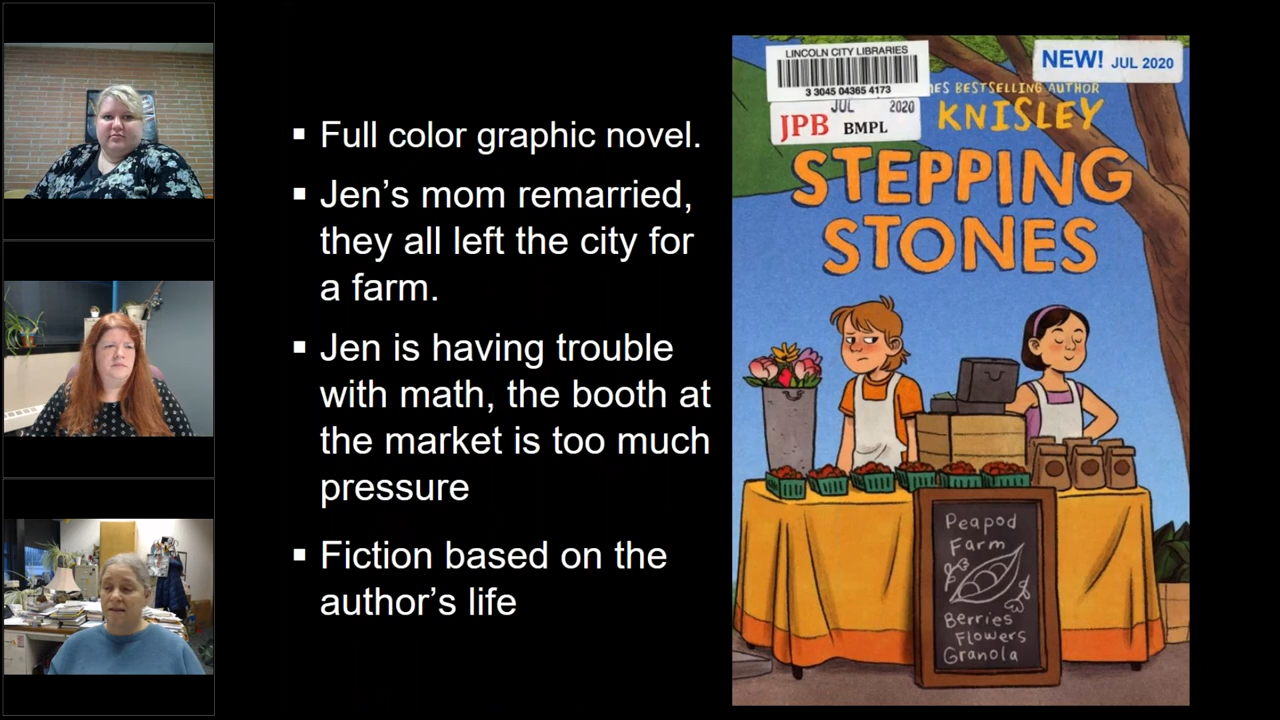 ▪ Full color graphic novel.
▪ Jen’s mom remarried,
they all left the city for
a farm.
▪ Jen is having trouble
with math, the booth at
the market is too much
pressure
▪ Fiction based on the
author’s life
LINCOLN CITY LIBRARIES
3 3045 04365 4173
JUL 2020
JPB BMPL
NEW! JUL 2020
BESTSELLING AUTHOR
KNISLEY
STEPPING
STONES
Peapod
Farm
Berries
Flowers
Granola